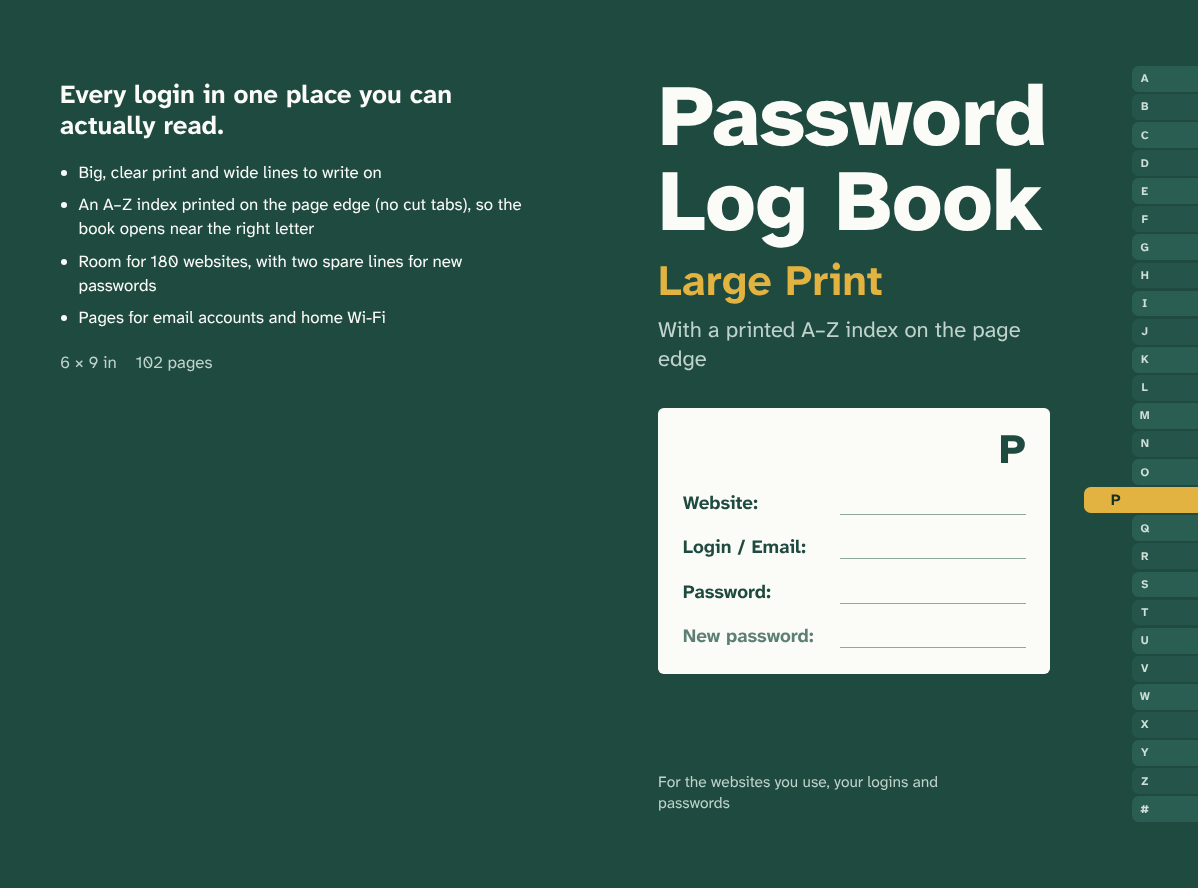 Every login in one place you can
actually read.
Big, clear print and wide lines to write on
An A–Z index printed on the page edge (no cut tabs), so the
book opens near the right letter
Room for 180 websites, with two spare lines for new
passwords
Pages for email accounts and home Wi-Fi
6 × 9 in 102 pages
Password
Log Book
Large Print
With a printed A–Z index on the page
edge
P
Website:
Login / Email:
Password:
New password:
For the websites you use, your logins and
passwords
A
B
C
D
E
F
G
H
I
J
K
L
M
N
O
P
Q
R
S
T
U
V
W
X
Y
Z
#